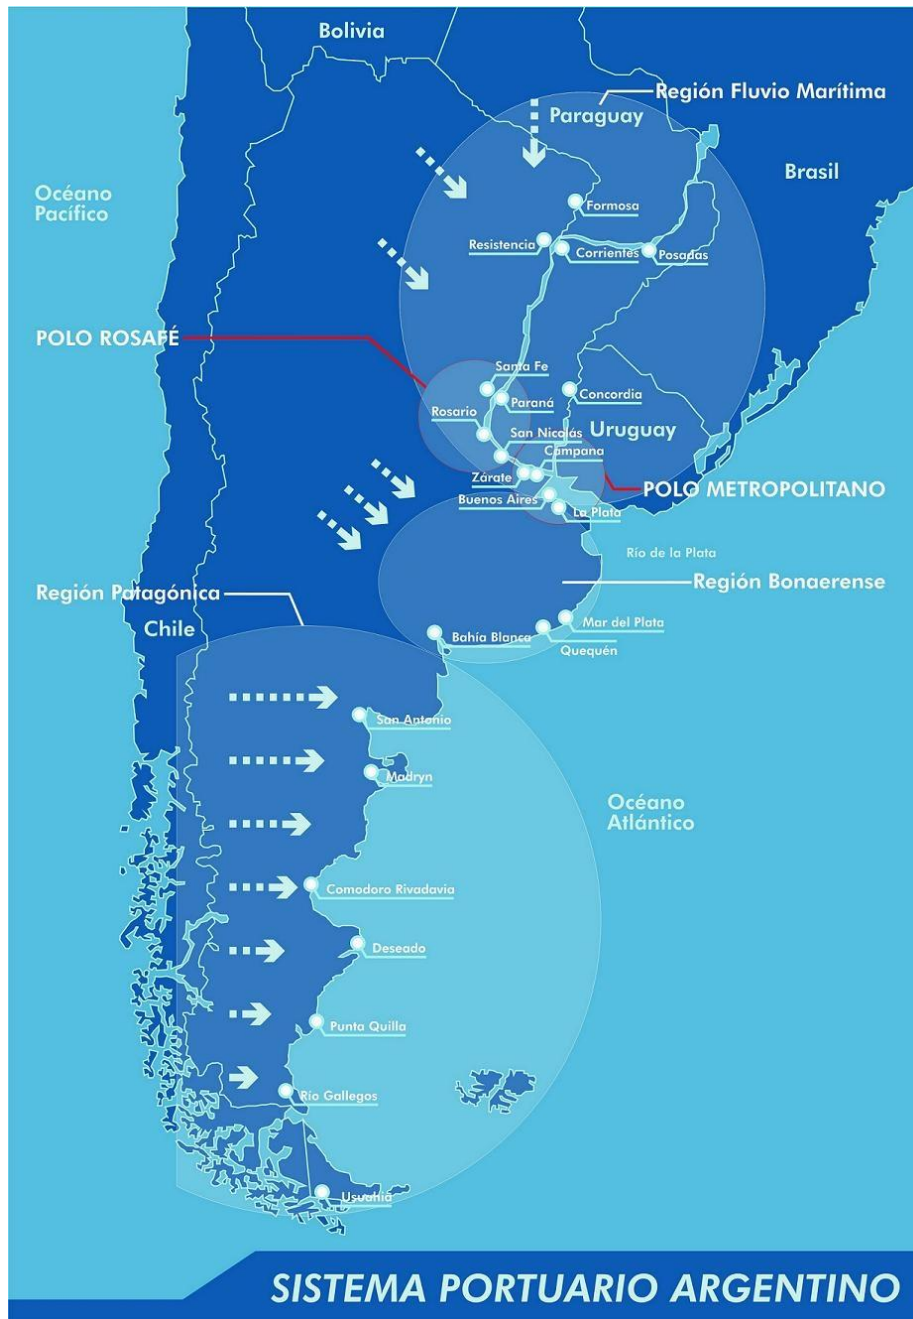 Bolivia
Región Fluvio Marítima
Paraguay
Brasil
Océano
Pacífico
Formosa
Resistencia
Corrientes
Posadas
POLO ROSAFÉ
Santa Fe
Concordia
Paraná
Rosario
Uruguay
San Nicolás
Campana
Zárate
POLO METROPOLITANO
Buenos Aires
La Plata
Río de la Plata
Región Bonaerense
Región Patagónica
Chile
Mar del Plata
Bahía Blanca
Quequén
San Antonio
Madryn
Océano
Atlántico
Comodoro Rivadavia
Deseado
Punta Quilla
Río Gallegos
Usuahiã
SISTEMA PORTUARIO ARGENTINO